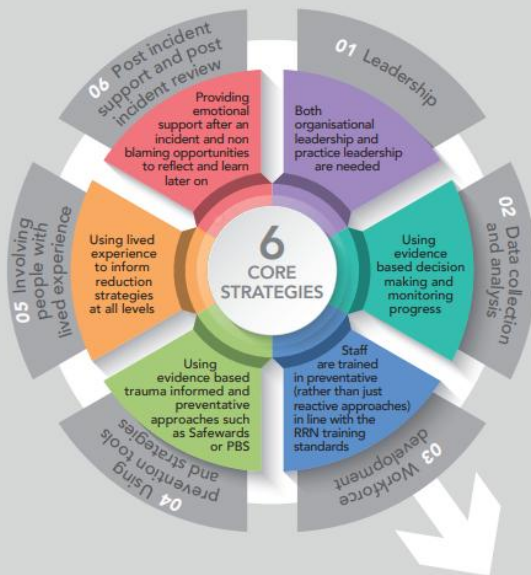 6
CORE
STRATEGIES
01 Leadership
Both
organisational
leadership and
practice leadership
are needed
02 Data collection
and analysis
Using
evidence
based decision
making and
monitoring
progress
03 Workforce
development
Staff
are trained
in preventative
(rather than just
reactive approaches)
in line with the
RRN training
standards
04 Using
prevention tools
and strategies
Using
evidence based
trauma informed and
preventative
approaches such
as Safewards
or PBS
05 Involving
people with
lived experience
Using lived
experience
to inform
reduction
strategies
at all levels
06 Post incident
support and post
incident review
Providing
emotional
support after an
incident and non
blaming opportunities
to reflect and learn
later on